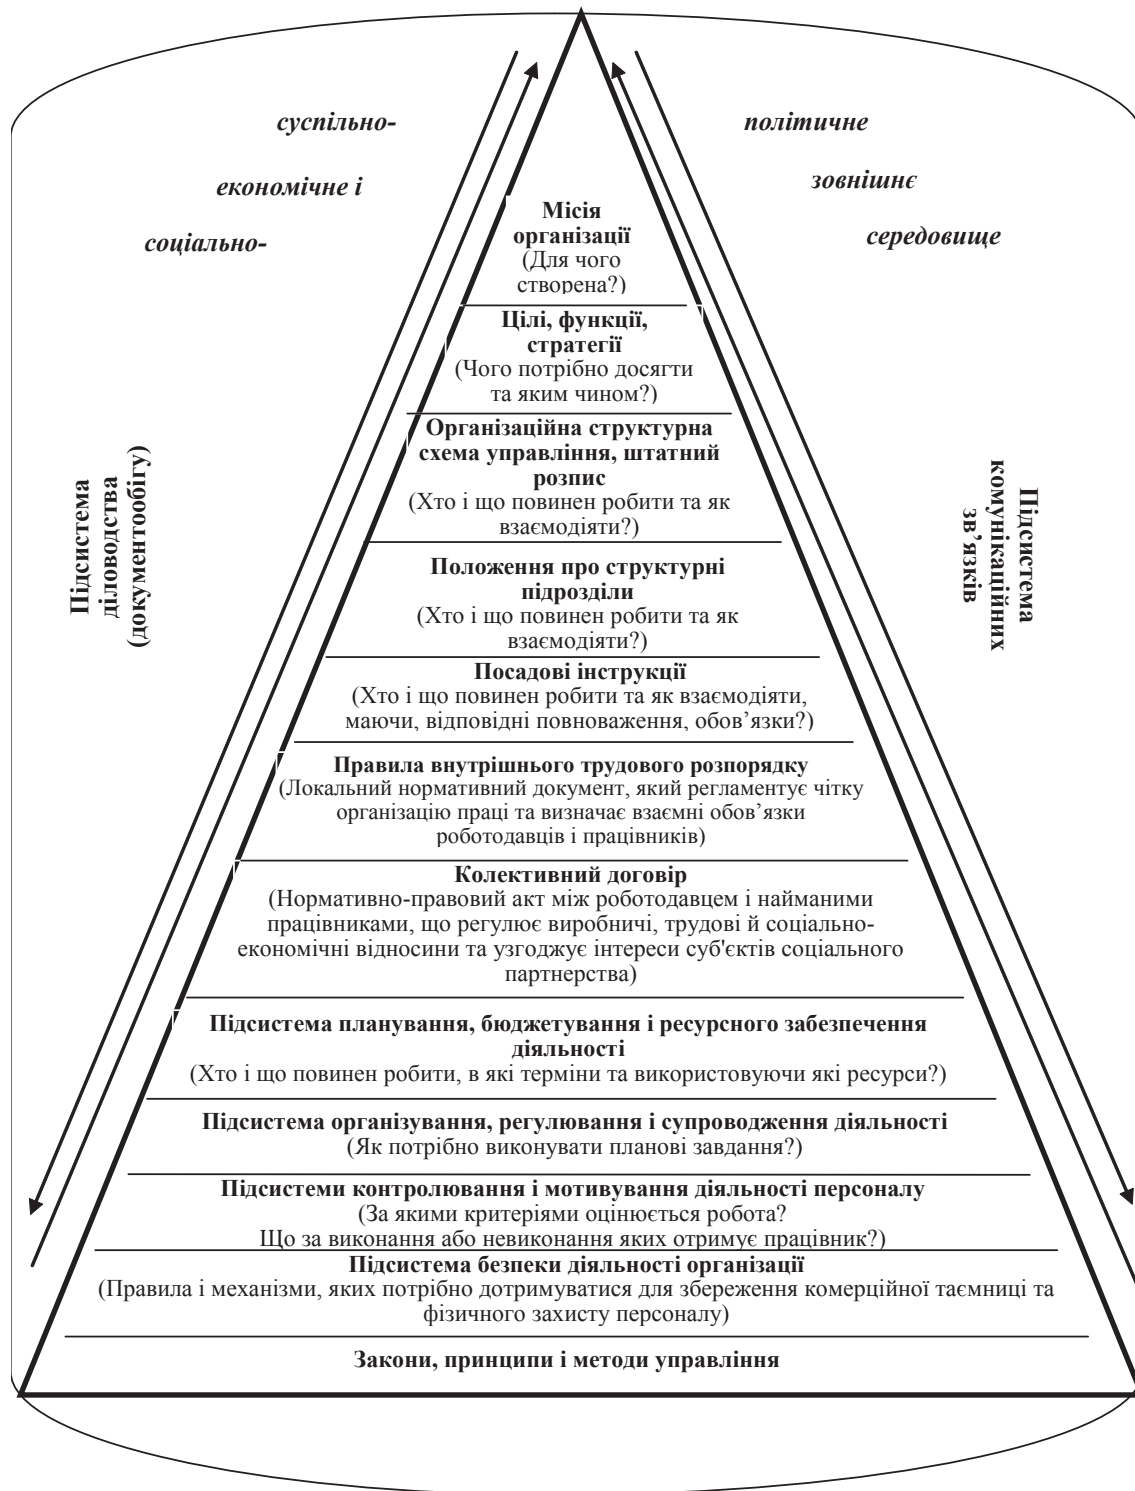 суспільно-
економічне і
соціально-
політичне
зовнішнє
середовище
Місія
організації
(Для чого
створена?)
Цілі, функції,
стратегії
(Чого потрібно досягти
та яким чином?)
Організаційна структурна
схема управління, штатний
розпис
(Хто і що повинен робити та як
взаємодіяти?)
Положення про структурні
підрозділи
(Хто і що повинен робити та як
взаємодіяти?)
Посадові інструкції
(Хто і що повинен робити та як взаємодіяти,
маючи, відповідні повноваження, обов’язки?)
Правила внутрішнього трудового розпорядку
(Локальний нормативний документ, який регламентує чітку
організацію праці та визначає взаємні обов’язки
роботодавців і працівників)
Колективний договір
(Нормативно-правовий акт між роботодавцем і найманими
працівниками, що регулює виробничі, трудові й соціально-
економічні відносини та узгоджує інтереси суб'єктів соціального
партнерства)
Підсистема планування, бюджетування і ресурсного забезпечення
діяльності
(Хто і що повинен робити, в які терміни та використовуючи які ресурси?)
Підсистема організування, регулювання і супроводження діяльності
(Як потрібно виконувати планові завдання?)
Підсистеми контролювання і мотивування діяльності персоналу
(За якими критеріями оцінюється робота?
Що за виконання або невиконання яких отримує працівник?)
Підсистема безпеки діяльності організації
(Правила і механізми, яких потрібно дотримуватися для збереження комерційної таємниці та
фізичного захисту персоналу)
Закони, принципи і методи управління
Підсистема
діловодства
(документообігу)
Підсистема
комунікаційних
зв’язків